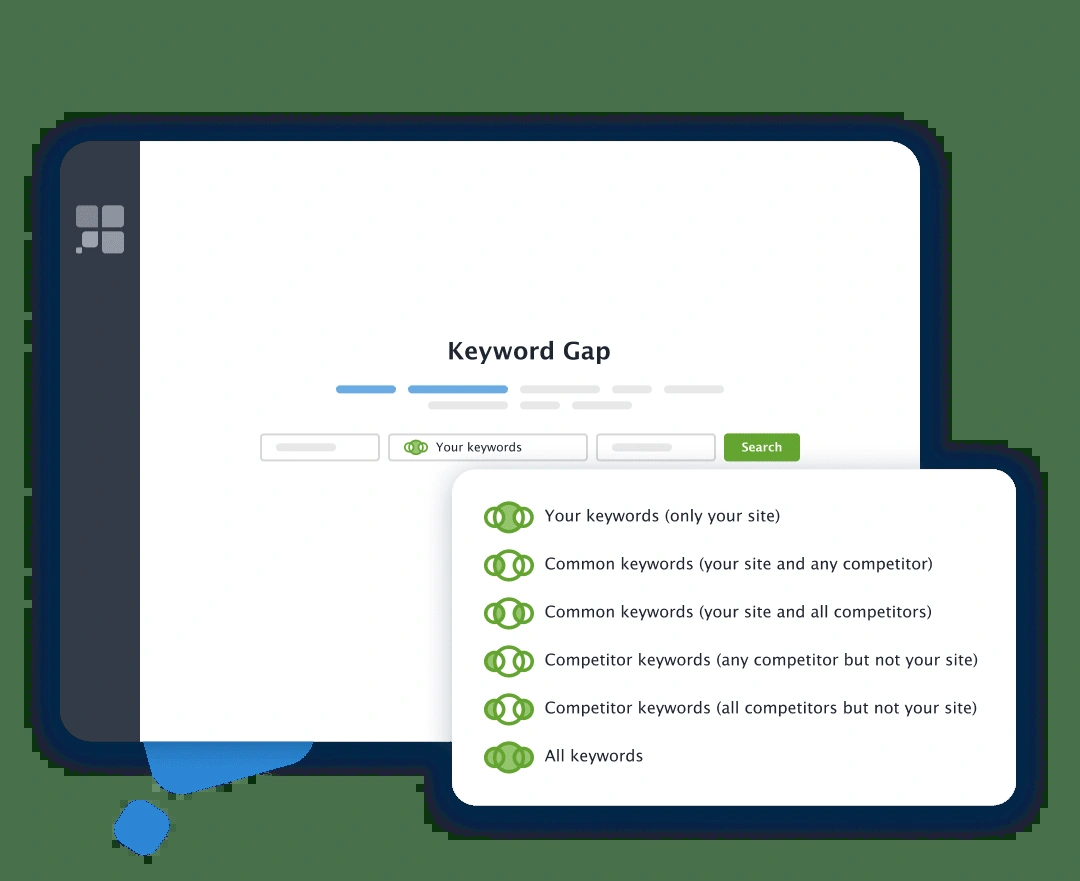 Keyword Gap
Your keywords
Search
Your keywords (only your site)
Common keywords (your site and any competitor)
Common keywords (your site and all competitors)
Competitor keywords (any competitor but not your site)
Competitor keywords (all competitors but not your site)
All keywords